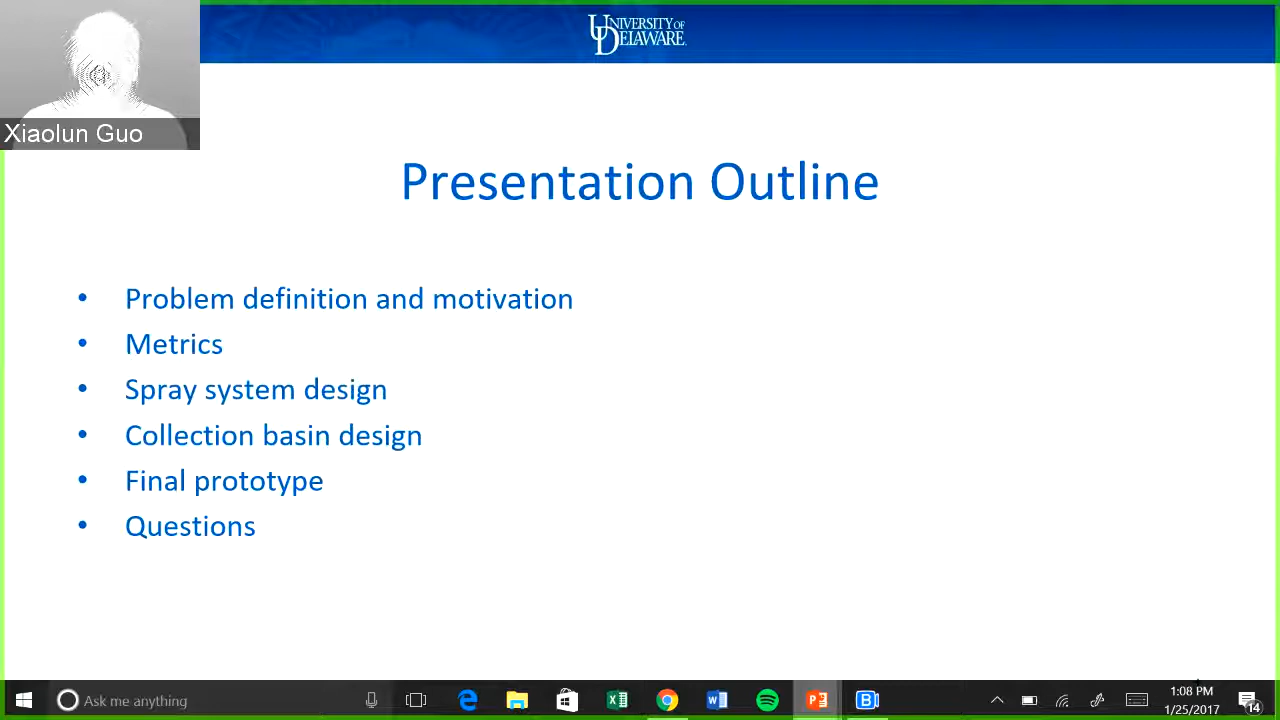 UNIVERSITY OF
DELAWARE
Xiaolun Guo
Presentation Outline
• Problem definition and motivation
• Metrics
• Spray system design
• Collection basin design
• Final prototype
• Questions
Ask me anything
1:08 PM
1/25/2017
14